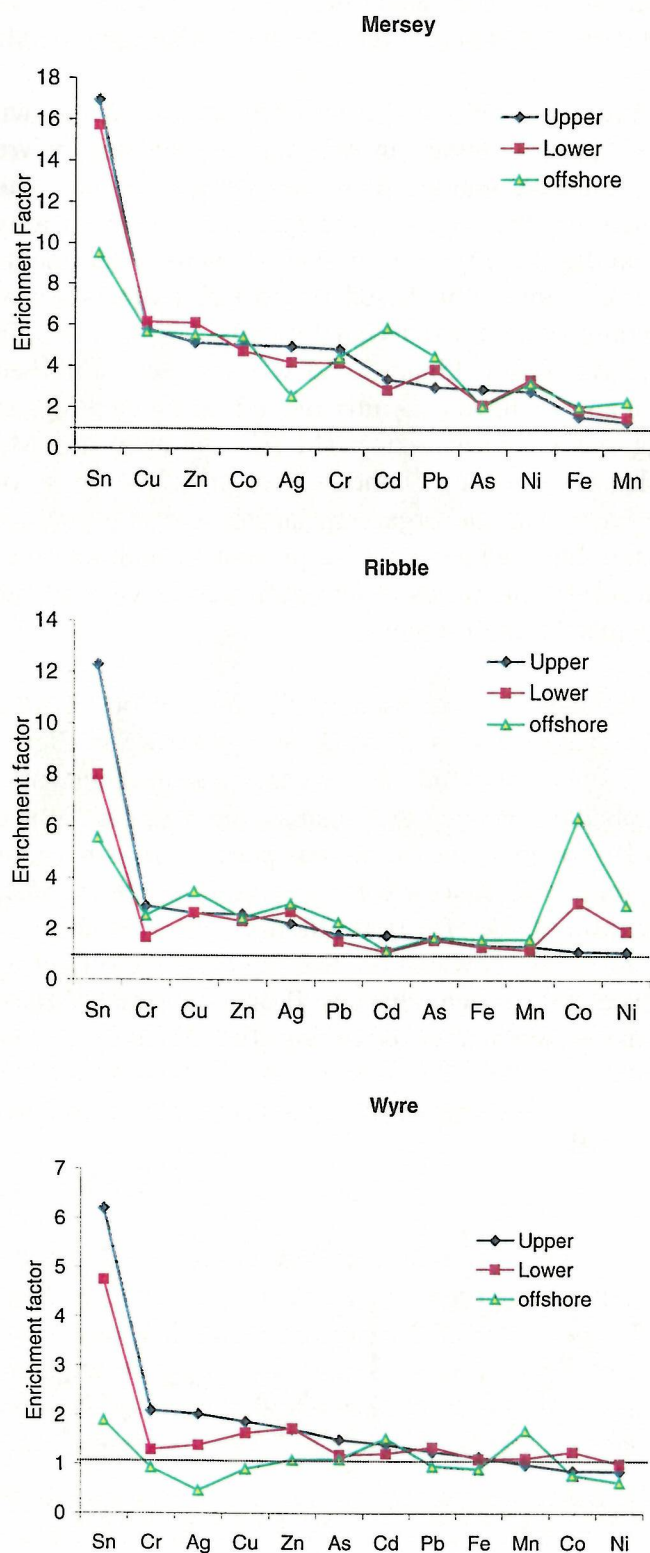 Mersey
18
16
14
12
10
8
6
4
2
0
Enrichment Factor
Upper
Lower
offshore
Sn Cu Zn Co Ag Cr Cd Pb As Ni Fe Mn
Ribble
14
12
10
8
6
4
2
0
Enrchment factor
Upper
Lower
offshore
Sn Cr Cu Zn Ag Pb Cd As Fe Mn Co Ni
Wyre
7
6
5
4
3
2
1
0
Enrichment factor
Upper
Lower
offshore
Sn Cr Ag Cu Zn As Cd Pb Fe Mn Co Ni